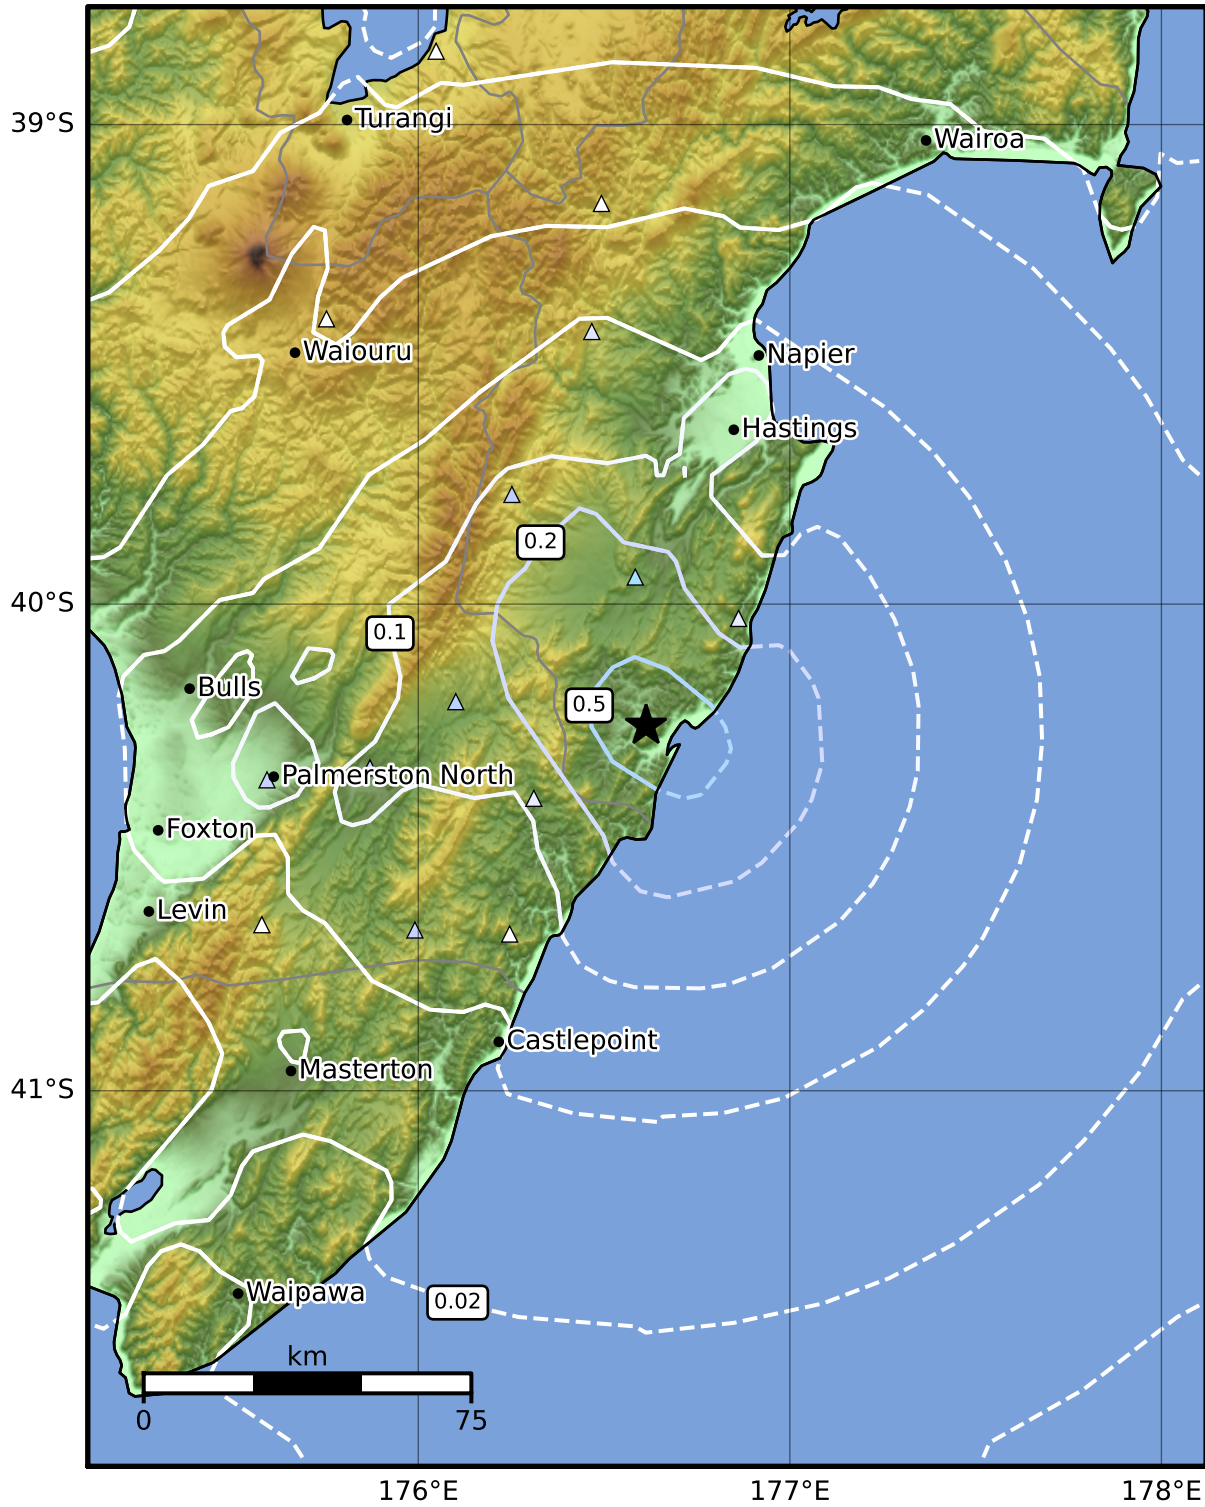 39°S
Turangi
Wairoa
Waiouru
Napier
Hastings
0.2
40°S
0.1
Bulls
0.5
Palmerston North
Foxton
Levin
Castlepoint
Masterton
41°S
Waipawa
0.02
km
0 75
176°E 177°E 178°E